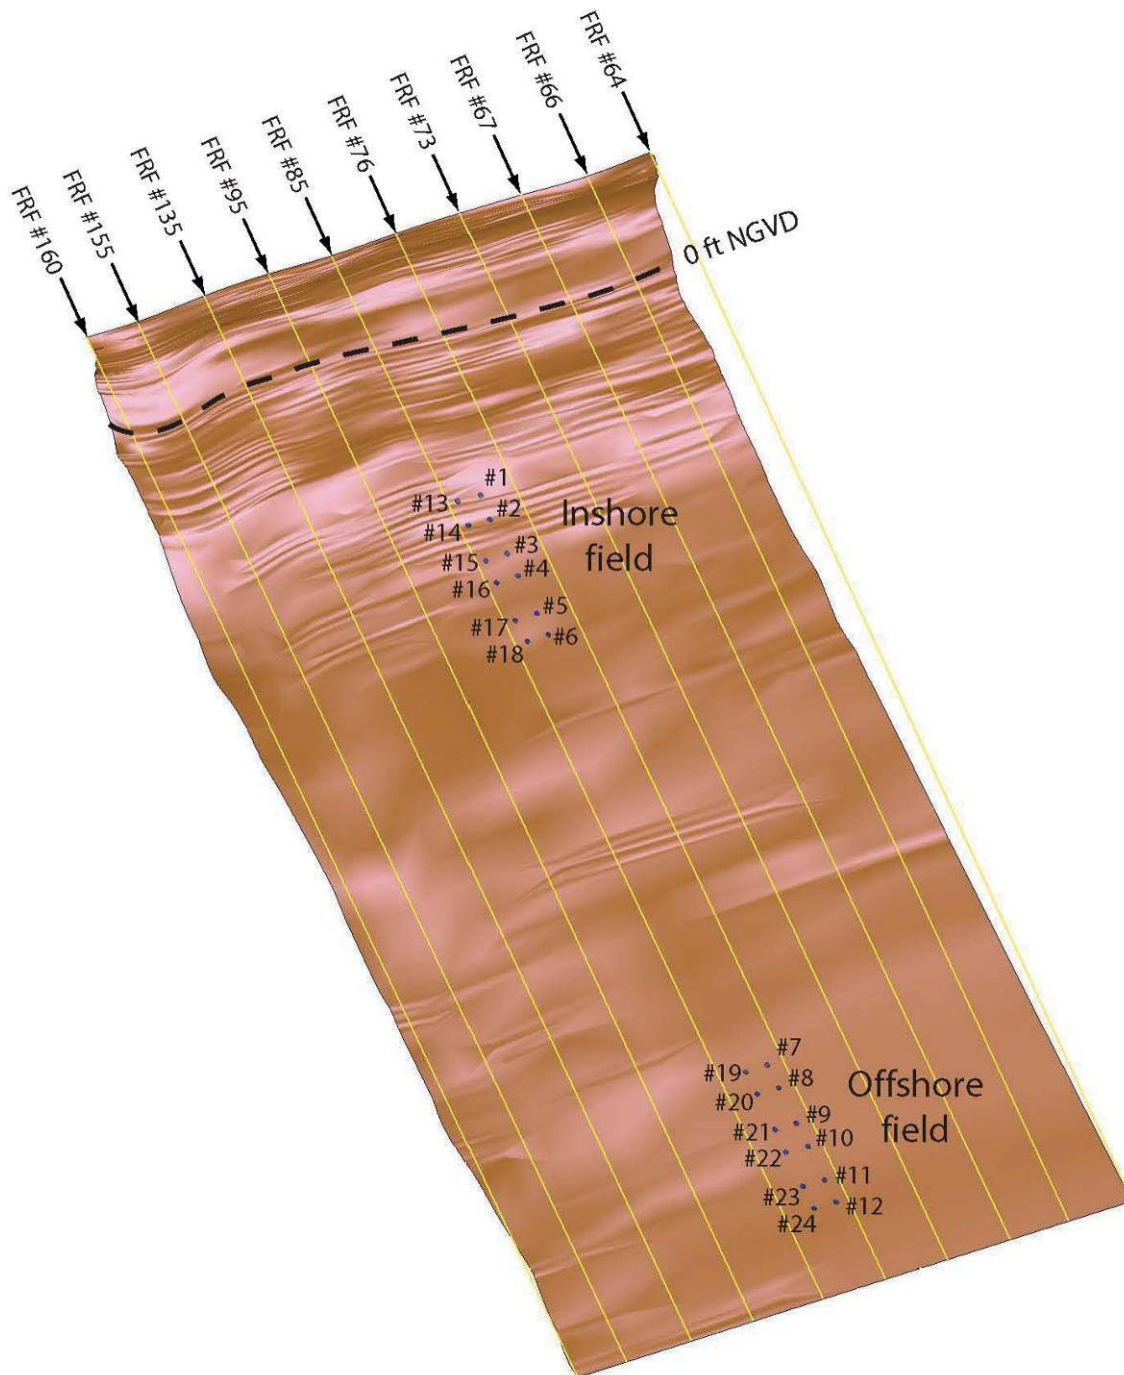 FRF #160
FRF #155
FRF #135
FRF #95
FRF #85
FRF #76
FRF #73
FRF #67
FRF #66
FRF #64
0 ft NGVD
#1
#13
#2
#14
Inshore
field
#3
#15
#4
#16
#5
#17
#6
#18
#7
#19
#8
#20
Offshore
field
#9
#21
#10
#22
#11
#23
#12
#24